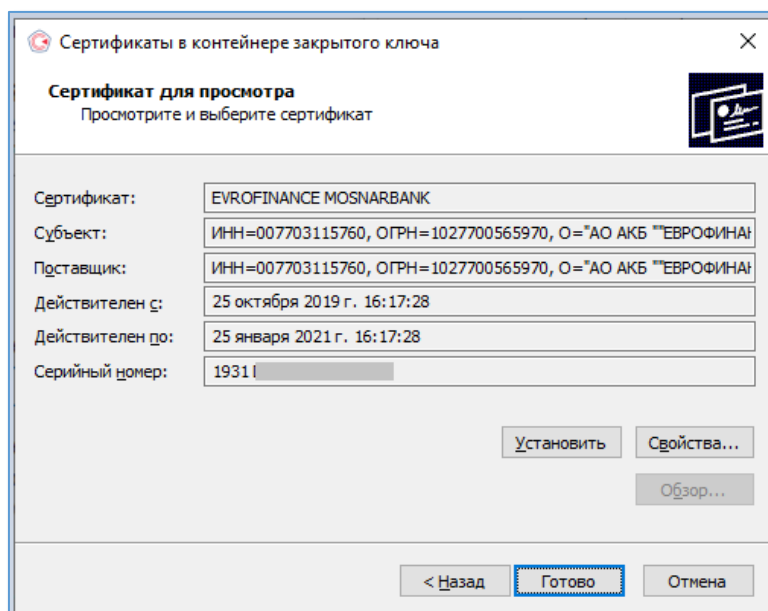 Сертификаты в контейнере закрытого ключа
Сертификат для просмотра
Просмотрите и выберите сертификат
Сертификат: EVROFINANCE MOSNARBANK
Субъект: ИНН=007703115760, ОГРН=1027700565970, O="АО АКБ ""ЕВРОФИНАН
Поставщик: ИНН=007703115760, ОГРН=1027700565970, O="АО АКБ ""ЕВРОФИНАН
Действителен с: 25 октября 2019 г. 16:17:28
Действителен по: 25 января 2021 г. 16:17:28
Серийный номер: 1931
Установить Свойства...
Обзор...
< Назад Готово Отмена